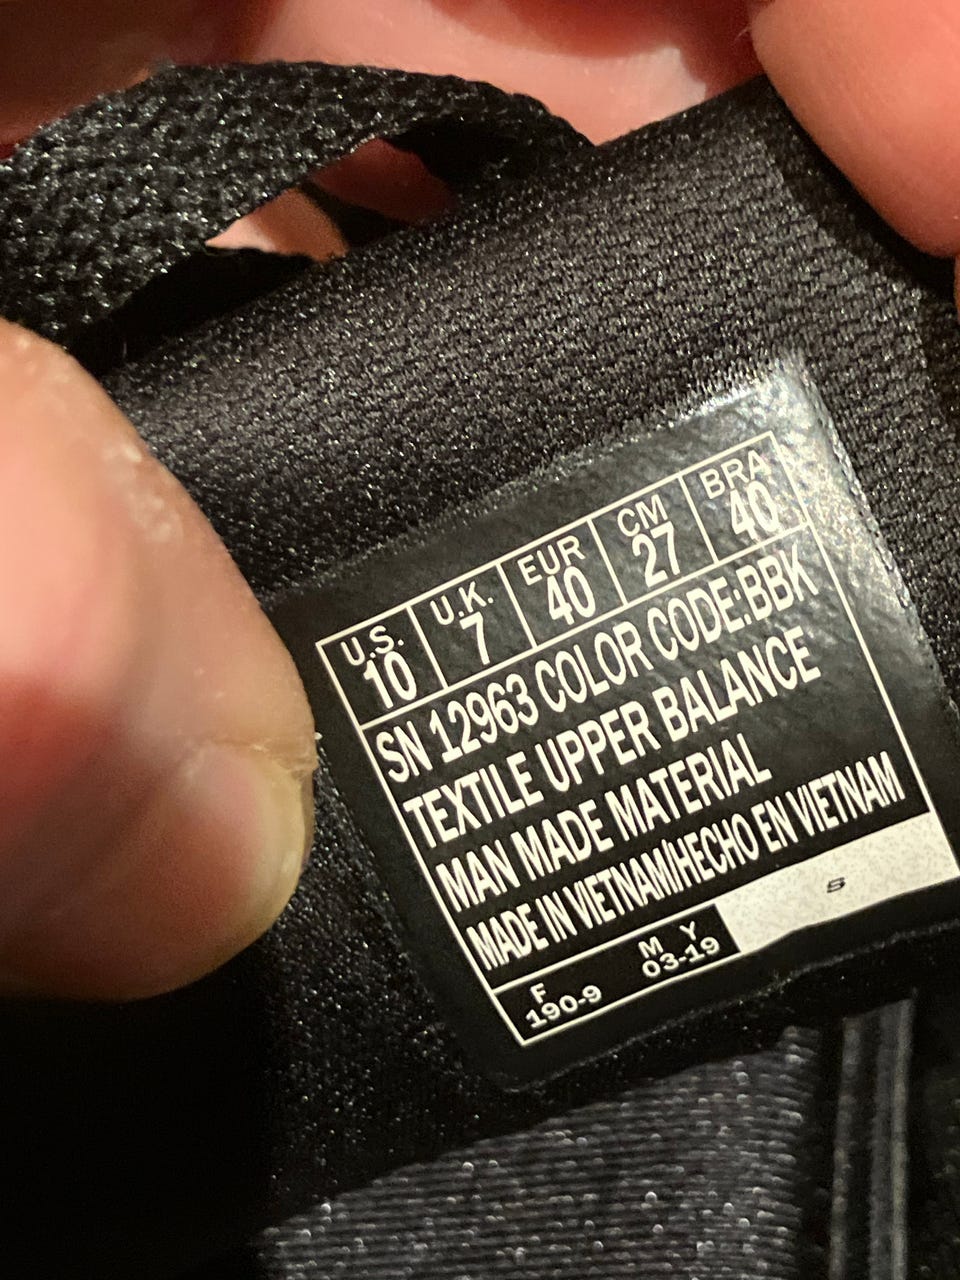 U.S. U.K. EUR CM BRA
10 7 40 27 40
SN 12963 COLOR CODE:BBK
TEXTILE UPPER BALANCE
MAN MADE MATERIAL
MADE IN VIETNAM/HECHO EN VIETNAM
F M Y S
190-9 03-19